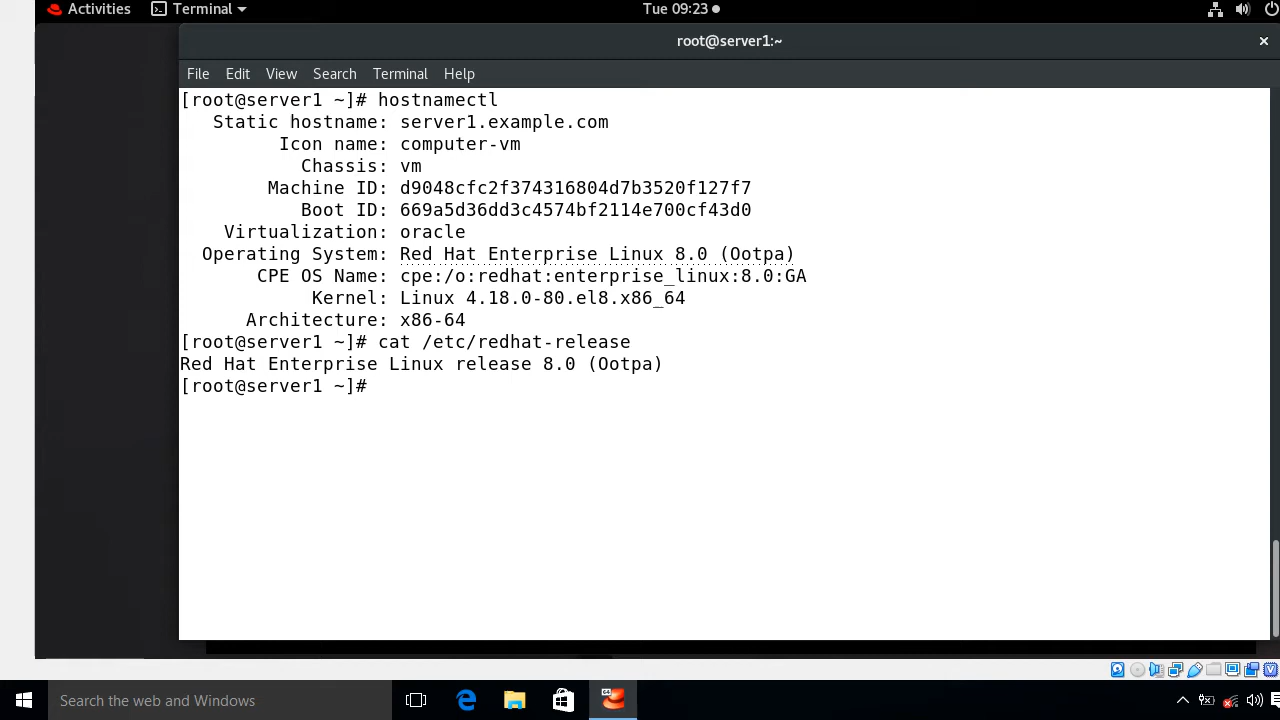 Activities Terminal Tue 09:23
root@server1:~
File Edit View Search Terminal Help
[root@server1 ~]# hostnamectl
Static hostname: server1.example.com
Icon name: computer-vm
Chassis: vm
Machine ID: d9048cfc2f374316804d7b3520f127f7
Boot ID: 669a5d36dd3c4574bf2114e700cf43d0
Virtualization: oracle
Operating System: Red Hat Enterprise Linux 8.0 (Ootpa)
CPE OS Name: cpe:/o:redhat:enterprise_linux:8.0:GA
Kernel: Linux 4.18.0-80.el8.x86_64
Architecture: x86-64
[root@server1 ~]# cat /etc/redhat-release
Red Hat Enterprise Linux release 8.0 (Ootpa)
[root@server1 ~]#
Search the web and Windows
64